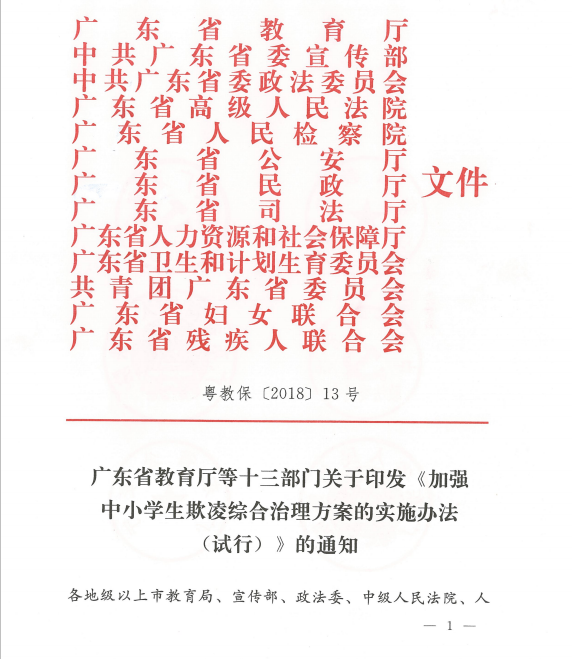 广东省教育厅
中共广东省委宣传部
中共广东省委政法委员会
广东省高级人民法院
广东省人民检察院
广东省公安厅
广东省民政厅
广东省司法厅
广东省人力资源和社会保障厅
广东省卫生和计划生育委员会
共青团广东省委员会
广东省妇女联合会
广东省残疾人联合会
文件
粤教保〔2018〕13号
广东省教育厅等十三部门关于印发《加强
中小学生欺凌综合治理方案的实施办法
（试行）》的通知
各地级以上市教育局、宣传部、政法委、中级人民法院、人
— 1 —